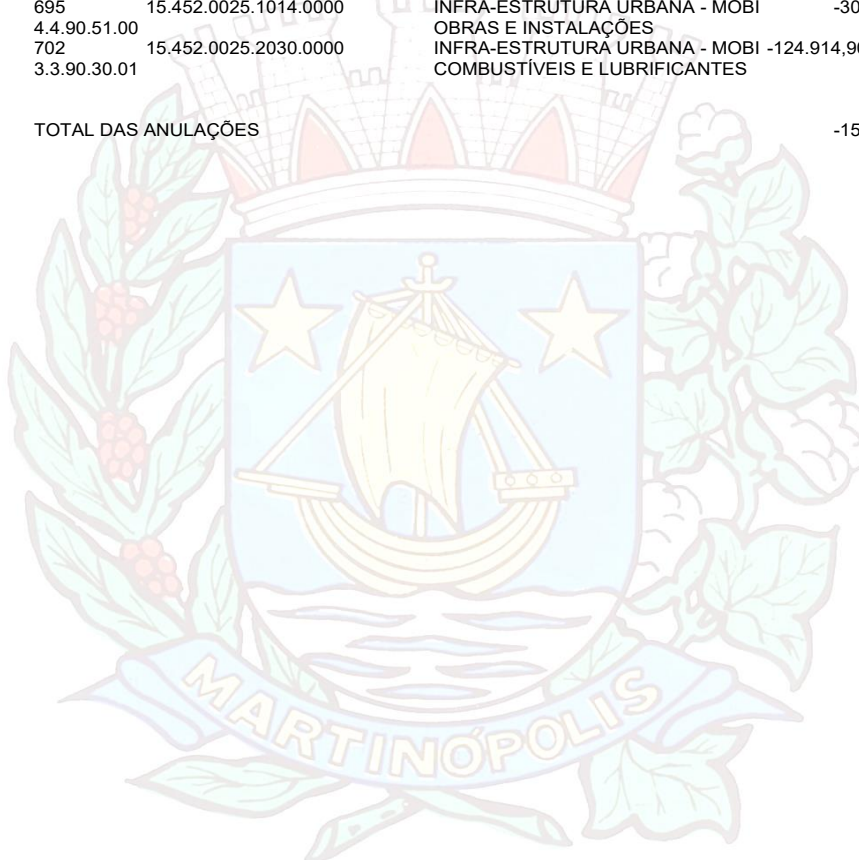 695 15.452.0025.1014.0000 INFRA-ESTRUTURA URBANA - MOBI -30
4.4.90.51.00 OBRAS E INSTALAÇÕES
702 15.452.0025.2030.0000 INFRA-ESTRUTURA URBANA - MOBI -124.914,90
3.3.90.30.01 COMBUSTÍVEIS E LUBRIFICANTES
TOTAL DAS ANULAÇÕES -15
MARTINÓPOLIS